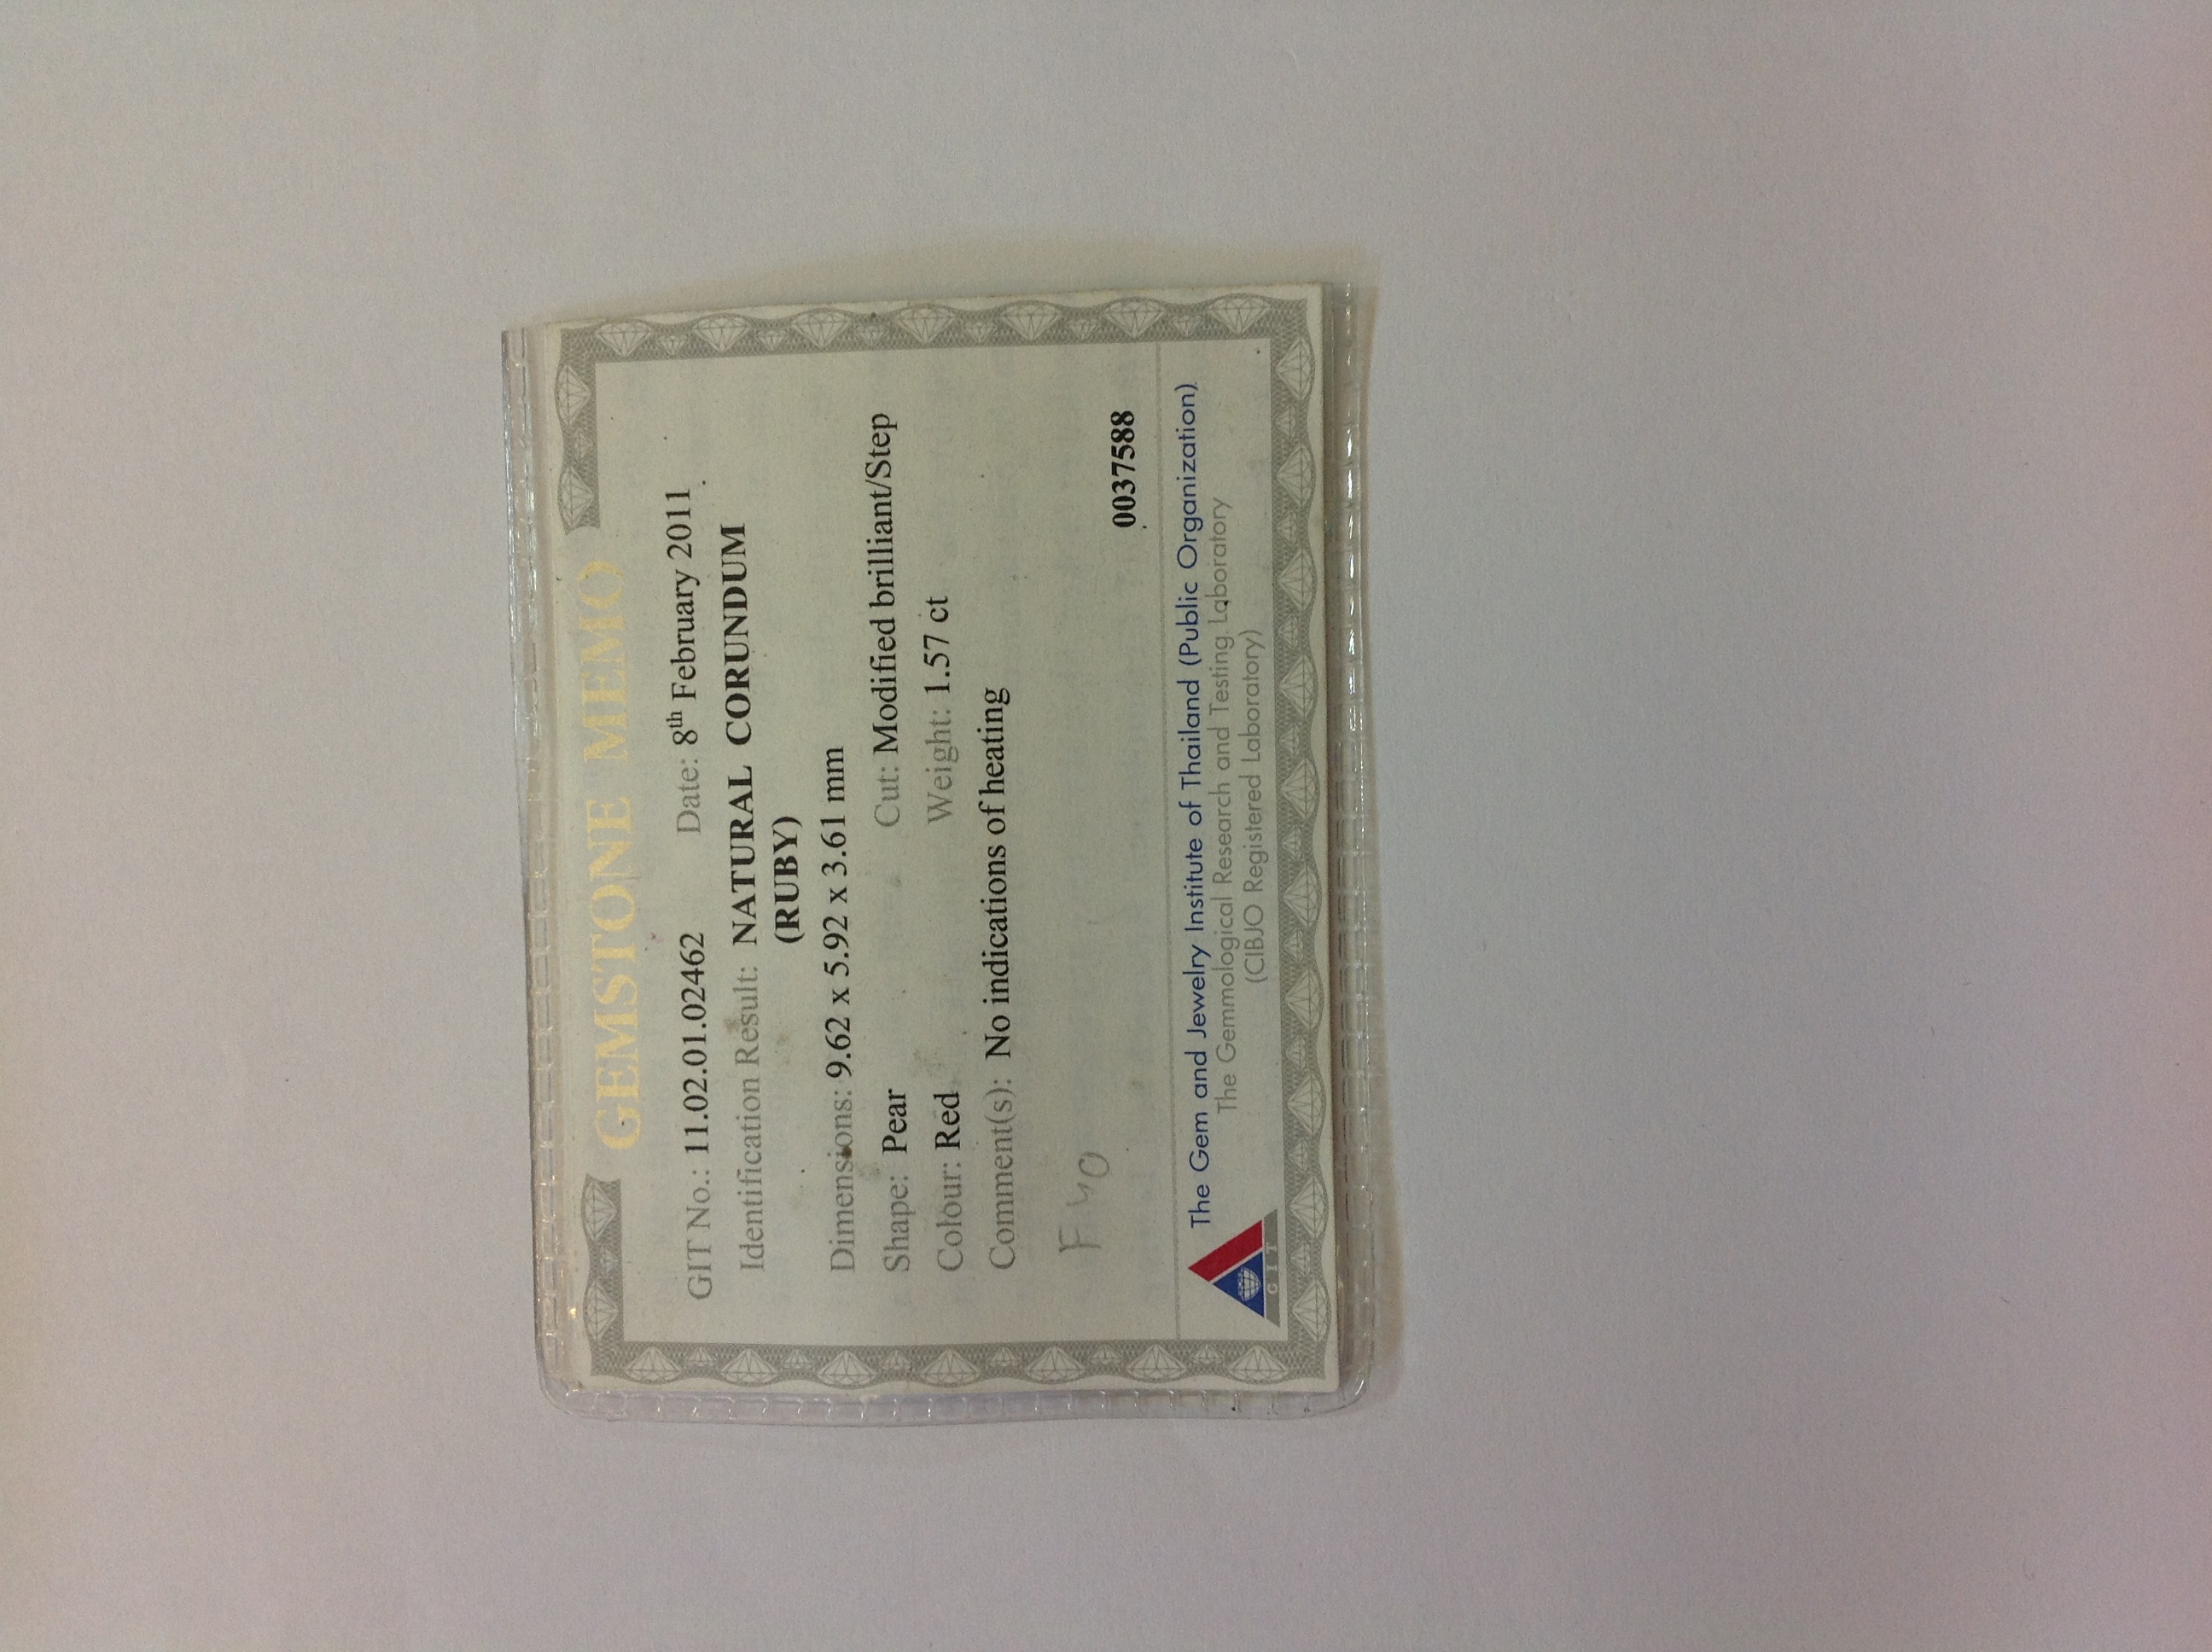 GEMSTONE MEMO
GIT No.: 11.02.01.02462 Date: 8th February 2011
Identification Result: NATURAL CORUNDUM
(RUBY)
Dimensions: 9.62 x 5.92 x 3.61 mm
Shape: Pear Cut: Modified brilliant/Step
Colour: Red Weight: 1.57 ct
Comment(s): No indications of heating
0037588
The Gem and Jewelry Institute of Thailand (Public Organization)
The Gemmological Research and Testing Laboratory
(CIBJO Registered Laboratory)
GIT